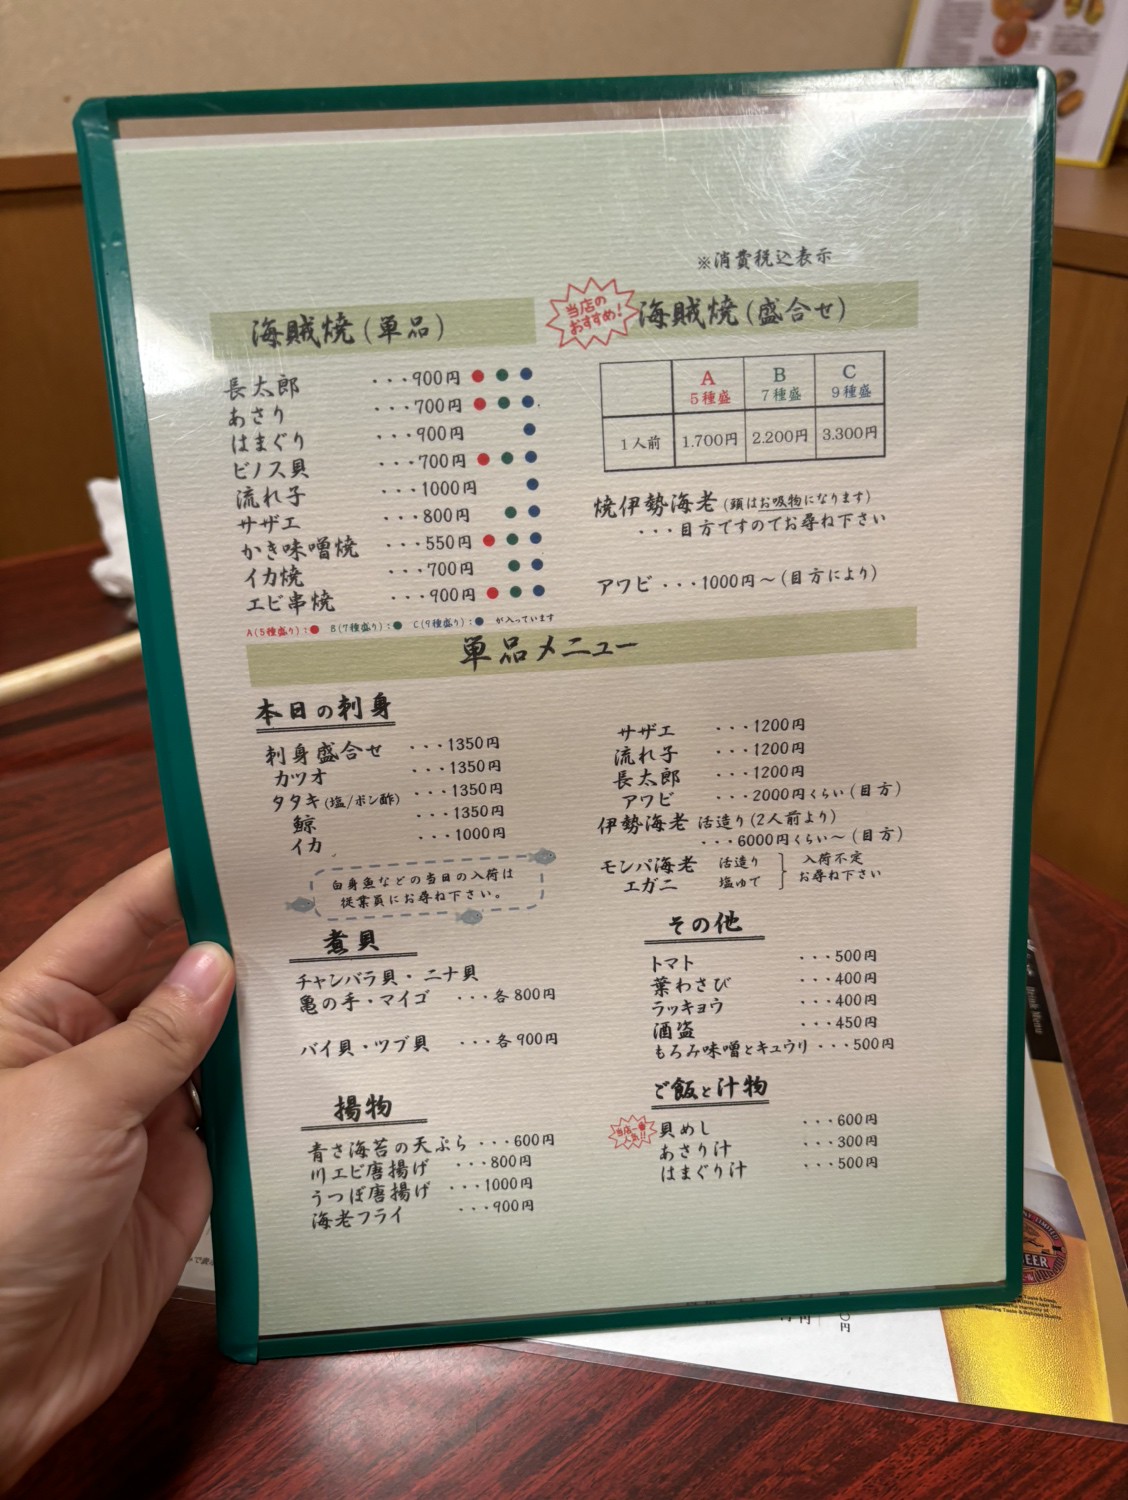 ※消費税込表示
海賊焼(単品)
長太郎 ・・・900円
あさり ・・・700円
はまぐり ・・・900円
ビノス貝 ・・・700円
流れ子 ・・・1000円
サザエ ・・・800円
かき味噌焼 ・・・550円
イカ焼 ・・・700円
エビ串焼 ・・・900円
A(5種盛り):● B(7種盛り):● C(9種盛り):● が入っています
当店の
おすすめ!
海賊焼(盛合せ)
A B C
5種盛 7種盛 9種盛
1人前 1.700円 2.200円 3.300円
焼伊勢海老(頭はお吸物になります)
・・・目方ですのでお尋ね下さい
アワビ・・・1000円〜(目方により)
単品メニュー
本日の刺身
刺身盛合せ ・・・1350円
カツオ ・・・1350円
タタキ(塩/ポン酢) ・・・1350円
鯨 ・・・1350円
イカ ・・・1000円
白身魚などの当日の入荷は
従業員にお尋ね下さい。
サザエ ・・・1200円
流れ子 ・・・1200円
長太郎 ・・・1200円
アワビ ・・・2000円くらい(目方)
伊勢海老 活造り(2人前より)
・・・6000円くらい〜(目方)
モンパ海老 活造り 入荷不定
エガニ 塩ゆで お尋ね下さい
煮貝
チャンバラ貝・ニナ貝
亀の手・マイゴ ・・・各800円
バイ貝・ツブ貝 ・・・各900円
揚物
青さ海苔の天ぷら・・・600円
川エビ唐揚げ ・・・800円
うつぼ唐揚げ ・・・1000円
海老フライ ・・・900円
その他
トマト ・・・500円
葉わさび ・・・400円
ラッキョウ ・・・400円
酒盗 ・・・450円
もろみ味噌とキュウリ・・・500円
ご飯と汁物
当店一番
人気!!
貝めし ・・・600円
あさり汁 ・・・300円
はまぐり汁 ・・・500円
Drink Menu
BEER